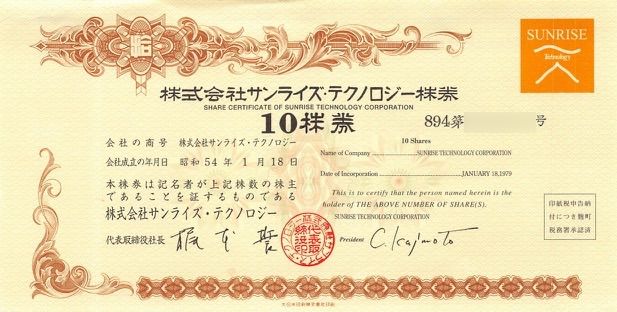 拾
SUNRISE
Technology
株式会社サンライズ・テクノロジー株券
SHARE CERTIFICATE OF SUNRISE TECHNOLOGY CORPORATION
10株券
894第 号
会社の商号 株式会社サンライズ・テクノロジー
会社成立の年月日 昭和54年1月18日
本株券は記名者が上記株数の株主
であることを証するものである
株式会社サンライズ・テクノロジー
代表取締役社長
10 Shares
Name of Company SUNRISE TECHNOLOGY CORPORATION
Date of Incorporation JANUARY 18,1979
This is to certify that the person named herein is the
holder of THE ABOVE NUMBER OF SHARE(S).
SUNRISE TECHNOLOGY CORPORATION
President C. Kajimoto
印紙税申告納
付につき麹町
税務署承認済